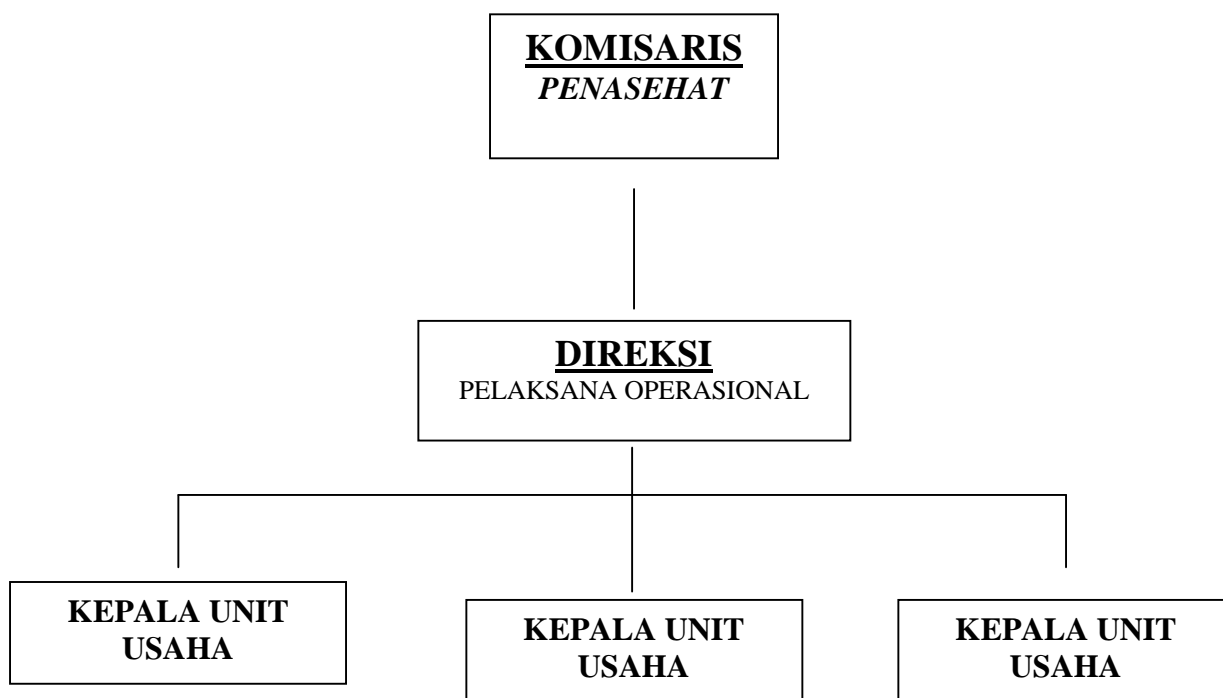 KOMISARIS
PENASEHAT
DIREKSI
PELAKSANA OPERASIONAL
KEPALA UNIT
USAHA
KEPALA UNIT
USAHA
KEPALA UNIT
USAHA